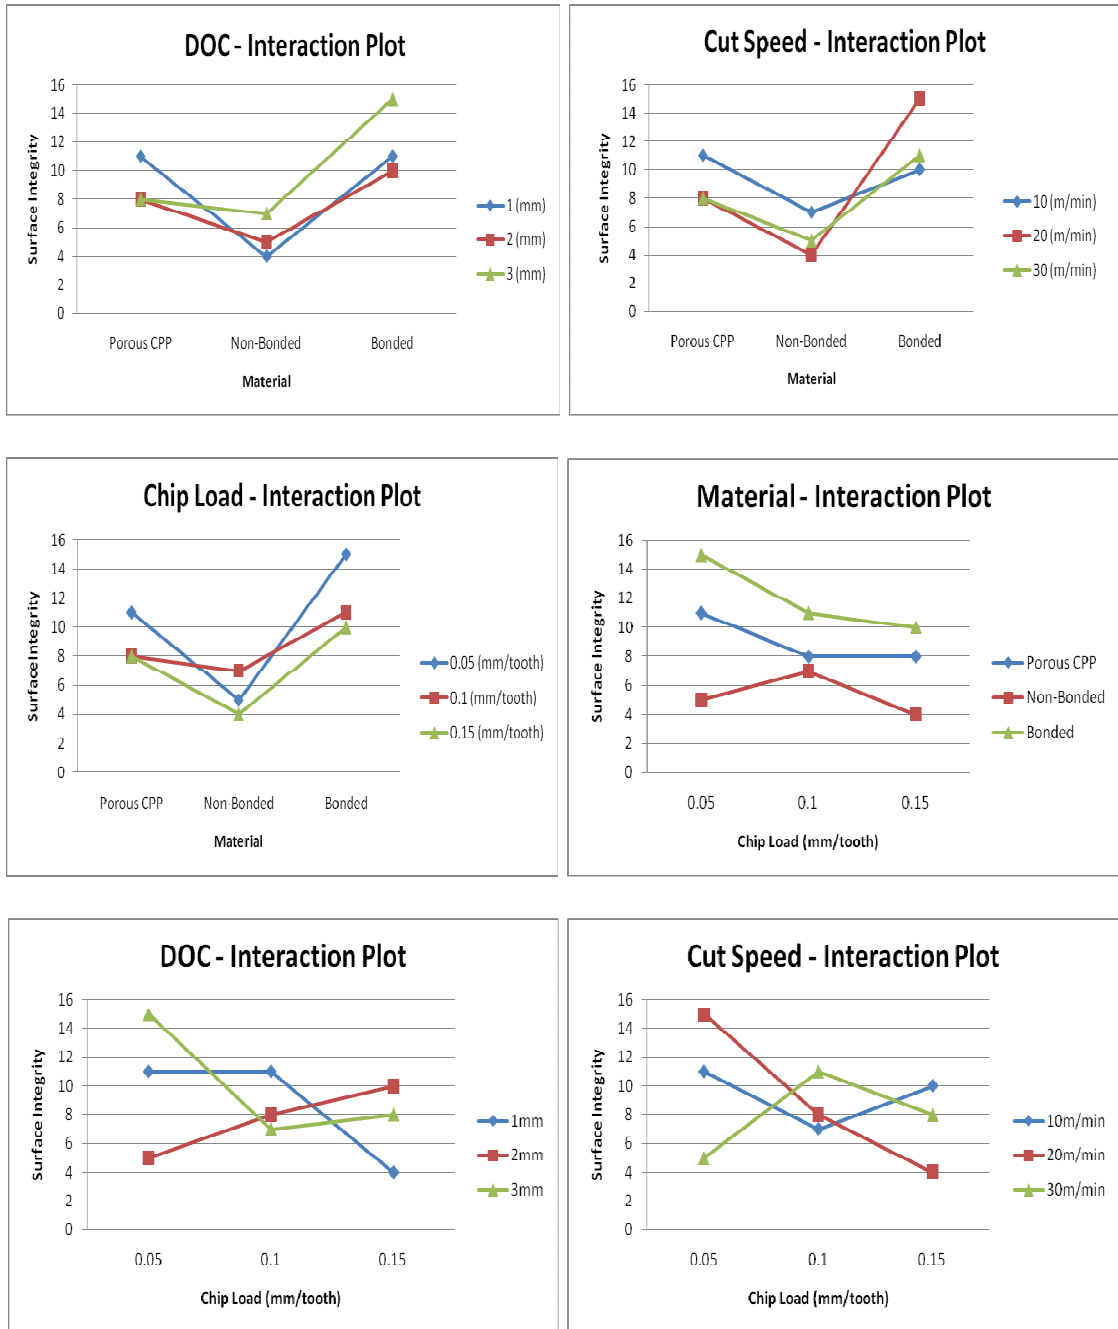 DOC - Interaction Plot
Surface Integrity
16
14
12
10
8
6
4
2
0
Porous CPP Non-Bonded Bonded
Material
1 (mm)
2 (mm)
3 (mm)
Cut Speed - Interaction Plot
Surface Integrity
16
14
12
10
8
6
4
2
0
Porous CPP Non-Bonded Bonded
Material
10 (m/min)
20 (m/min)
30 (m/min)
Chip Load - Interaction Plot
Surface Integrity
16
14
12
10
8
6
4
2
0
Porous CPP Non-Bonded Bonded
Material
0.05 (mm/tooth)
0.1 (mm/tooth)
0.15 (mm/tooth)
Material - Interaction Plot
Surface Integrity
16
14
12
10
8
6
4
2
0
0.05 0.1 0.15
Chip Load (mm/tooth)
Porous CPP
Non-Bonded
Bonded
DOC - Interaction Plot
Surface Integrity
16
14
12
10
8
6
4
2
0
0.05 0.1 0.15
Chip Load (mm/tooth)
1mm
2mm
3mm
Cut Speed - Interaction Plot
Surface Integrity
16
14
12
10
8
6
4
2
0
0.05 0.1 0.15
Chip Load (mm/tooth)
10m/min
20m/min
30m/min